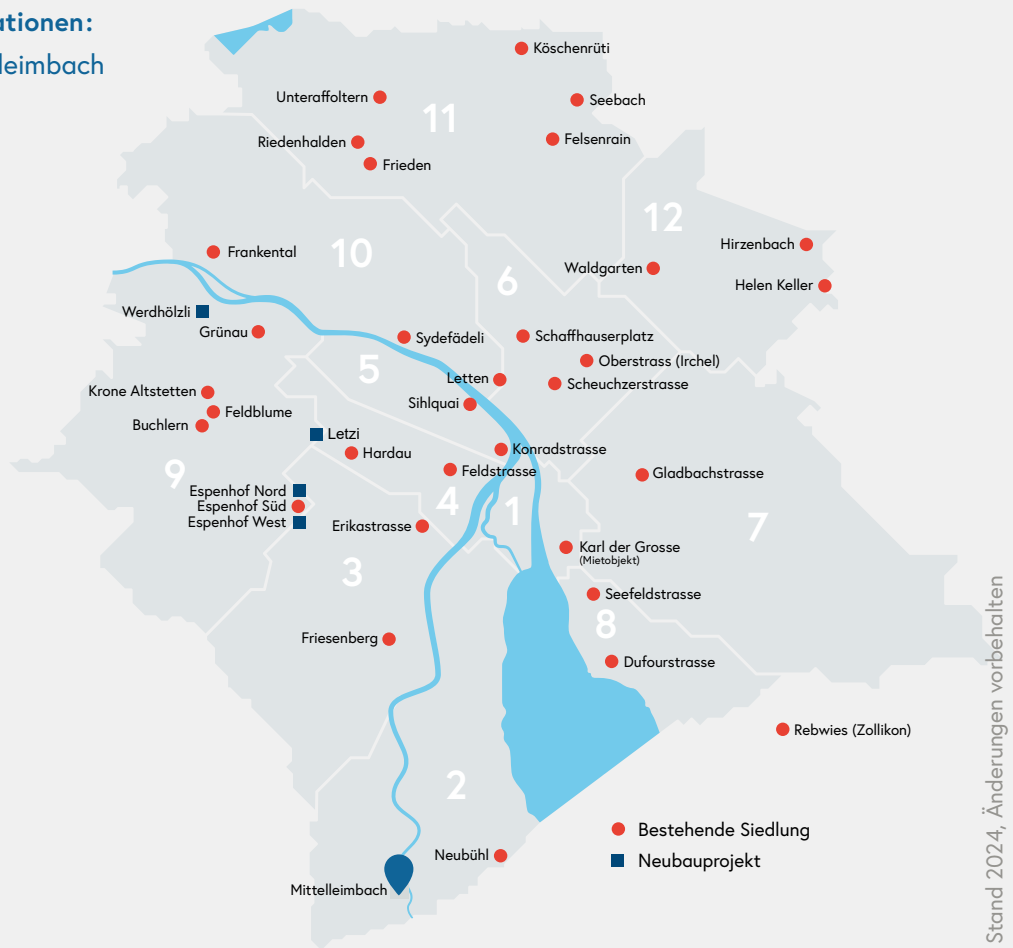 Köschenrüti
Unteraffoltern
Seebach
11
Riedenhalden
Felsenrain
Frieden
12
Hirzenbach
Frankental
10
Waldgarten
6
Helen Keller
Werdhölzli
Grünau
Sydefädeli
Schaffhauserplatz
Oberstrass (Irchel)
5
Letten
Scheuchzerstrasse
Krone Altstetten
Sihlquai
Feldblume
Buchlern
Letzi
Hardau
Konradstrasse
9
Feldstrasse
Gladbachstrasse
Espenhof Nord
4
1
Espenhof Süd
Espenhof West
Erikastrasse
7
Karl der Grosse
(Mietobjekt)
3
Seefeldstrasse
8
Friesenberg
Dufourstrasse
Rebwies (Zollikon)
2
Bestehende Siedlung
Neubauprojekt
Neubühl
Mittelleimbach
Stand 2024, Änderungen vorbehalten